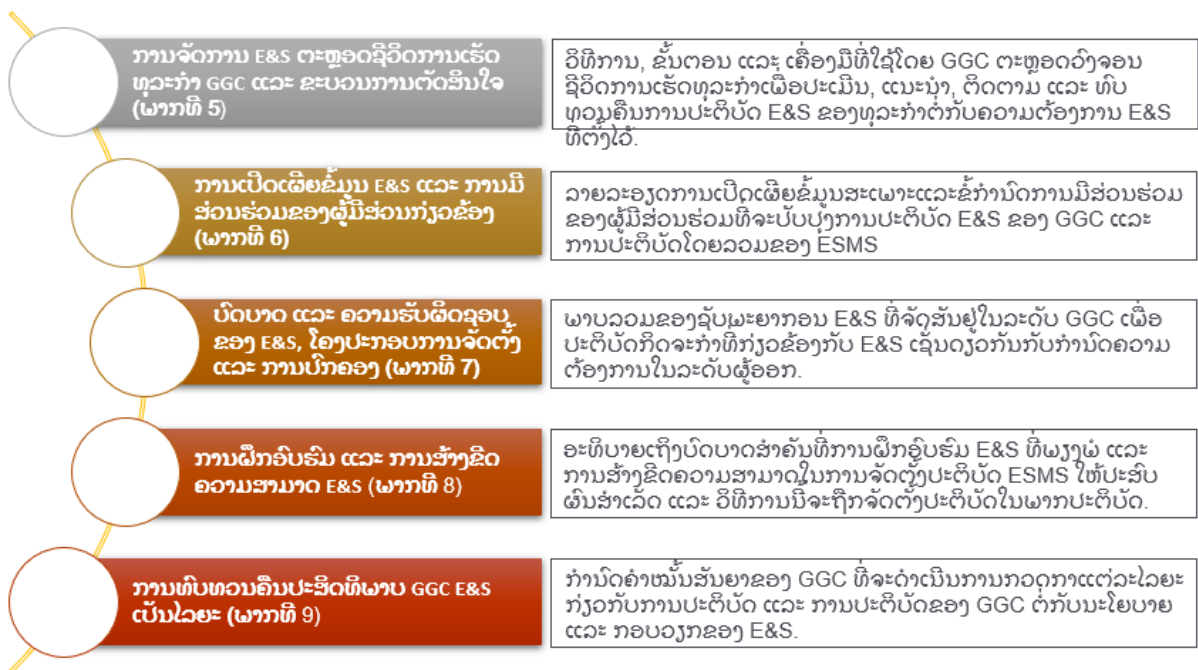 ການຈັດການ E&S ຕະຫຼອດຊີວິດການເຮັດ
ທຸລະກຳ GGC ແລະ ຂະບວນການຕັດສິນໃຈ
(ພາກທີ 5)
ວິທີການ, ຂັ້ນຕອນ ແລະ ເຄື່ອງມືທີ່ໃຊ້ໂດຍ GGC ຕະຫຼອດວົງຈອນ
ຊີວິດການເຮັດທຸລະກຳເພື່ອປະເມີນ, ແນະນຳ, ຕິດຕາມ ແລະ ທົບ
ທວນຄືນການປະຕິບັດ E&S ຂອງທຸລະກຳຕໍ່ກັບຄວາມຕ້ອງການ E&S
ທີ່ຕັ້ງໄວ້.
ການເປີດເຜີຍຂໍ້ມູນ E&S ແລະ ການມີ
ສ່ວນຮ່ວມຂອງຜູ້ມີສ່ວນກ່ຽວຂ້ອງ
(ພາກທີ 6)
ລາຍລະອຽດການເປີດເຜີຍຂໍ້ມູນສະເພາະແລະຂໍ້ກຳນົດການມີສ່ວນຮ່ວມ
ຂອງຜູ້ມີສ່ວນຮ່ວມທີ່ຈະປັບປຸງການປະຕິບັດ E&S ຂອງ GGC ແລະ
ການປະຕິບັດໂດຍລວມຂອງ ESMS
ບົດບາດ ແລະ ຄວາມຮັບຜິດຊອບ
ຂອງ E&S, ໂຄງປະກອບການຈັດຕັ້ງ
ແລະ ການປົກຄອງ (ພາກທີ 7)
ພາບລວມຂອງຊັບພະຍາກອນ E&S ທີ່ຈັດສັນຢູ່ໃນລະດັບ GGC ເພື່ອ
ປະຕິບັດກິດຈະກຳທີ່ກ່ຽວຂ້ອງກັບ E&S ເຊັ່ນດຽວກັນກັບກຳນົດຄວາມ
ຕ້ອງການໃນລະດັບຜູ້ອອກ.
ການຝຶກອົບຮົມ ແລະ ການສ້າງຂີດ
ຄວາມສາມາດ E&S (ພາກທີ 8)
ອະທິບາຍເຖິງບົດບາດສຳຄັນທີ່ການຝຶກອົບຮົມ E&S ທີ່ພຽງພໍ ແລະ
ການສ້າງຂີດຄວາມສາມາດໃນການຈັດຕັ້ງປະຕິບັດ ESMS ໃຫ້ປະສົບ
ຜົນສຳເລັດ ແລະ ວິທີການນີ້ຈະຖືກຈັດຕັ້ງປະຕິບັດໃນພາກປະຕິບັດ.
ການທົບທວນຄືນປະສິດທິພາບ GGC E&S
ເປັນໄລຍະ (ພາກທີ 9)
ກຳນົດຄຳໝັ້ນສັນຍາຂອງ GGC ທີ່ຈະດຳເນີນການກວດກາແຕ່ລະໄລຍະ
ກ່ຽວກັບການປະຕິບັດ ແລະ ການປະຕິບັດຂອງ GGC ຕໍ່ກັບນະໂຍບາຍ
ແລະ ກອບວຽກຂອງ E&S.